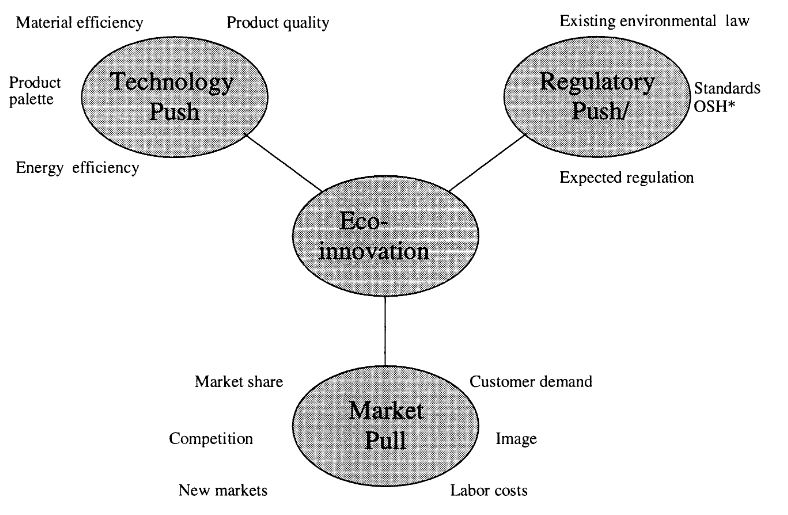 Material efficiency
Product quality
Existing environmental law
Product
palette
Technology
Push
Regulatory
Push/
Standards
OSH*
Energy efficiency
Expected regulation
Eco-
innovation
Market share
Customer demand
Market
Pull
Competition
Image
New markets
Labor costs